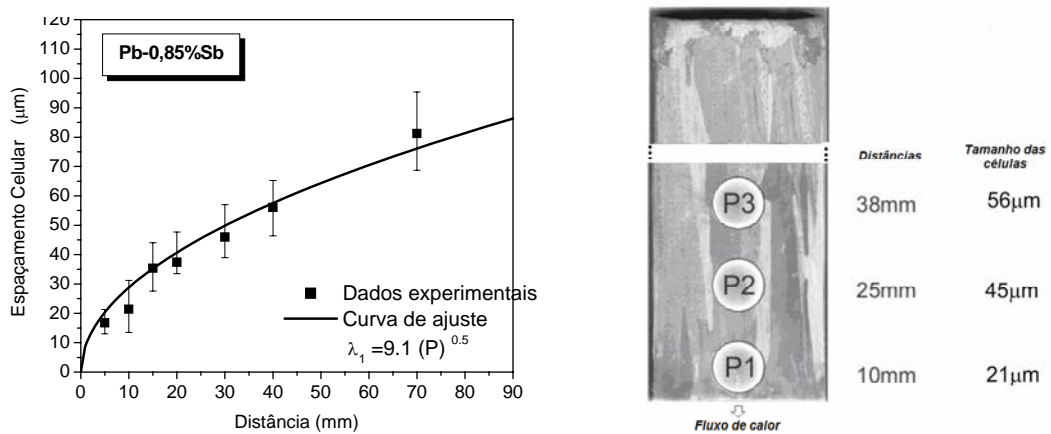 Pb-0,85%Sb
Espaçamento Celular (μm)
120
110
100
90
80
70
60
50
40
30
20
10
0
Dados experimentais
Curva de ajuste
λ1 =9.1 (P) 0.5
0 10 20 30 40 50 60 70 80 90
Distância (mm)
Distâncias
Tamanho das
células
P3 38mm 56μm
P2 25mm 45μm
P1 10mm 21μm
Fluxo de calor